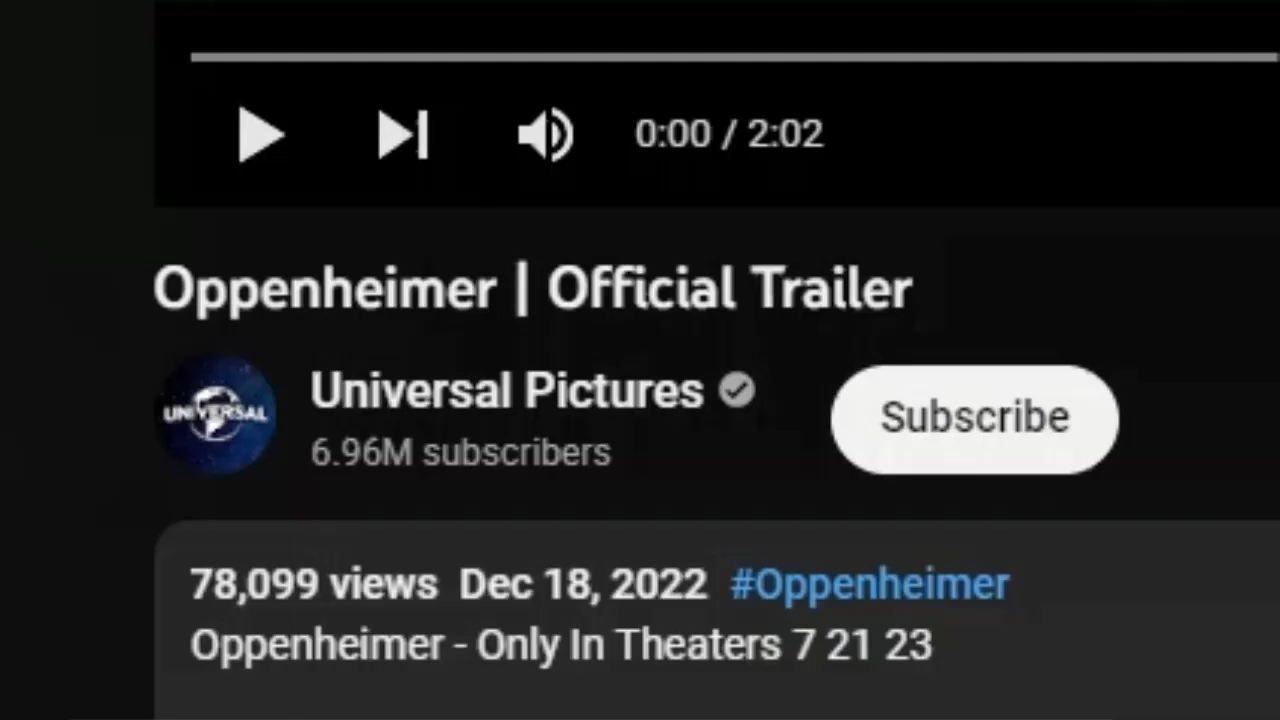 0:00 / 2:02
Oppenheimer | Official Trailer
UNIVERSAL
Universal Pictures
6.96M subscribers
Subscribe
78,099 views Dec 18, 2022 #Oppenheimer
Oppenheimer - Only In Theaters 7 21 23